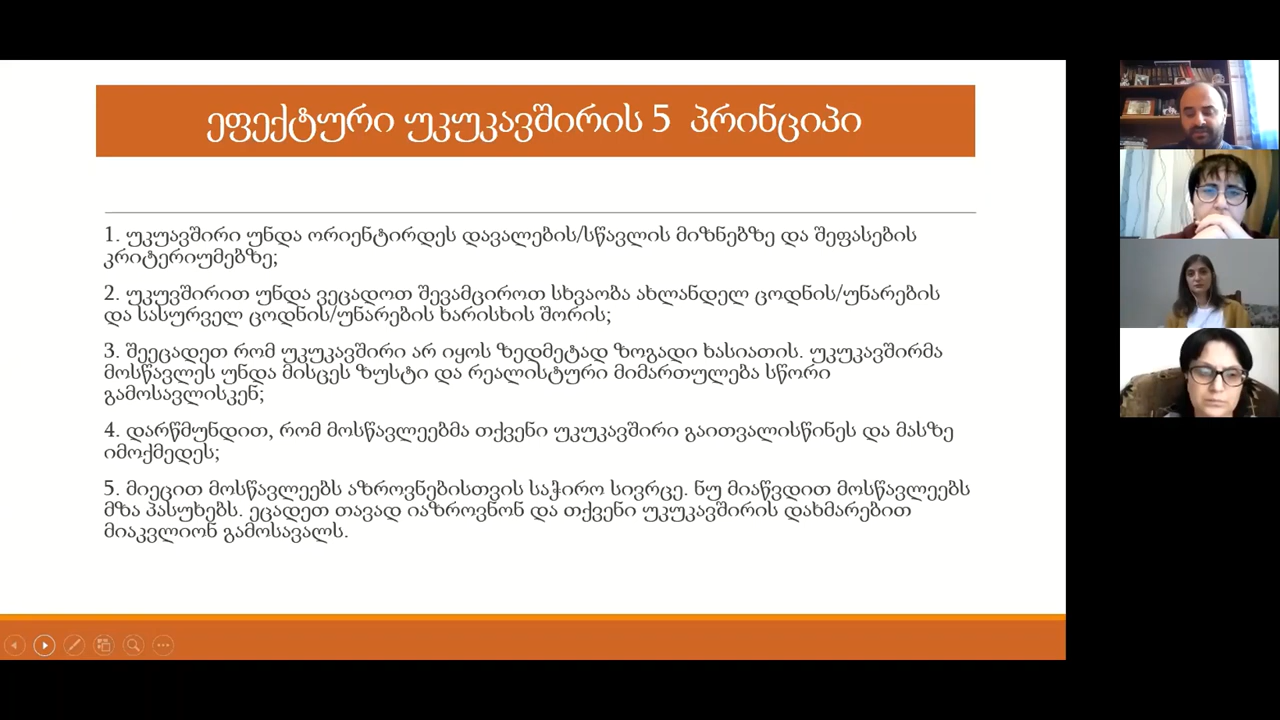 ეფექტური უკუკავშირის 5 პრინციპი
1. უკუავშირი უნდა ორიენტირდეს დავალების/სწავლის მიზნებზე და შეფასების
კრიტერიუმებზე;
2. უკუვშირით უნდა ვეცადოთ შევამციროთ სხვაობა ახლანდელ ცოდნის/უნარების
და სასურველ ცოდნის/უნარების ხარისხის შორის;
3. შეეცადეთ რომ უკუკავშირი არ იყოს ზედმეტად ზოგადი ხასიათის. უკუკავშირმა
მოსწავლეს უნდა მისცეს ზუსტი და რეალისტური მიმართულება სწორი
გამოსავლისკენ;
4. დარწმუნდით, რომ მოსწავლეებმა თქვენი უკუკავშირი გაითვალისწინეს და მასზე
იმოქმედეს;
5. მიეცით მოსწავლეებს აზროვნებისთვის საჭირო სივრცე. ნუ მიაწვდით მოსწავლეებს
მზა პასუხებს. ეცადეთ თავად იაზროვნონ და თქვენი უკუკავშირის დახმარებით
მიაკვლიონ გამოსავალს.